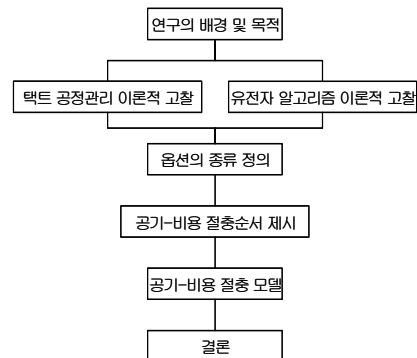 연구의 배경 및 목적
택트 공정관리 이론적 고찰
유전자 알고리즘 이론적 고찰
옵션의 종류 정의
공기-비용 절충순서 제시
공기-비용 절충 모델
결론